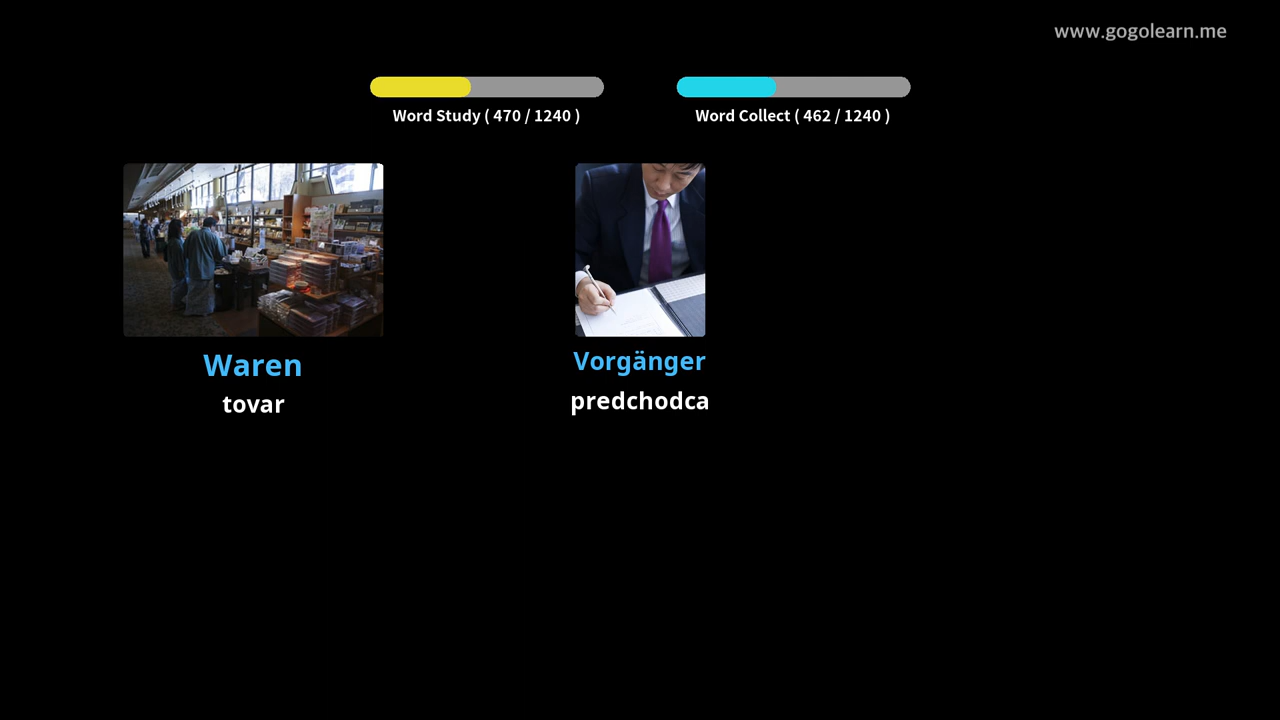 www.gogolearn.me
Word Study ( 470 / 1240 )
Word Collect ( 462 / 1240 )
Waren
tovar
Vorgänger
predchodca